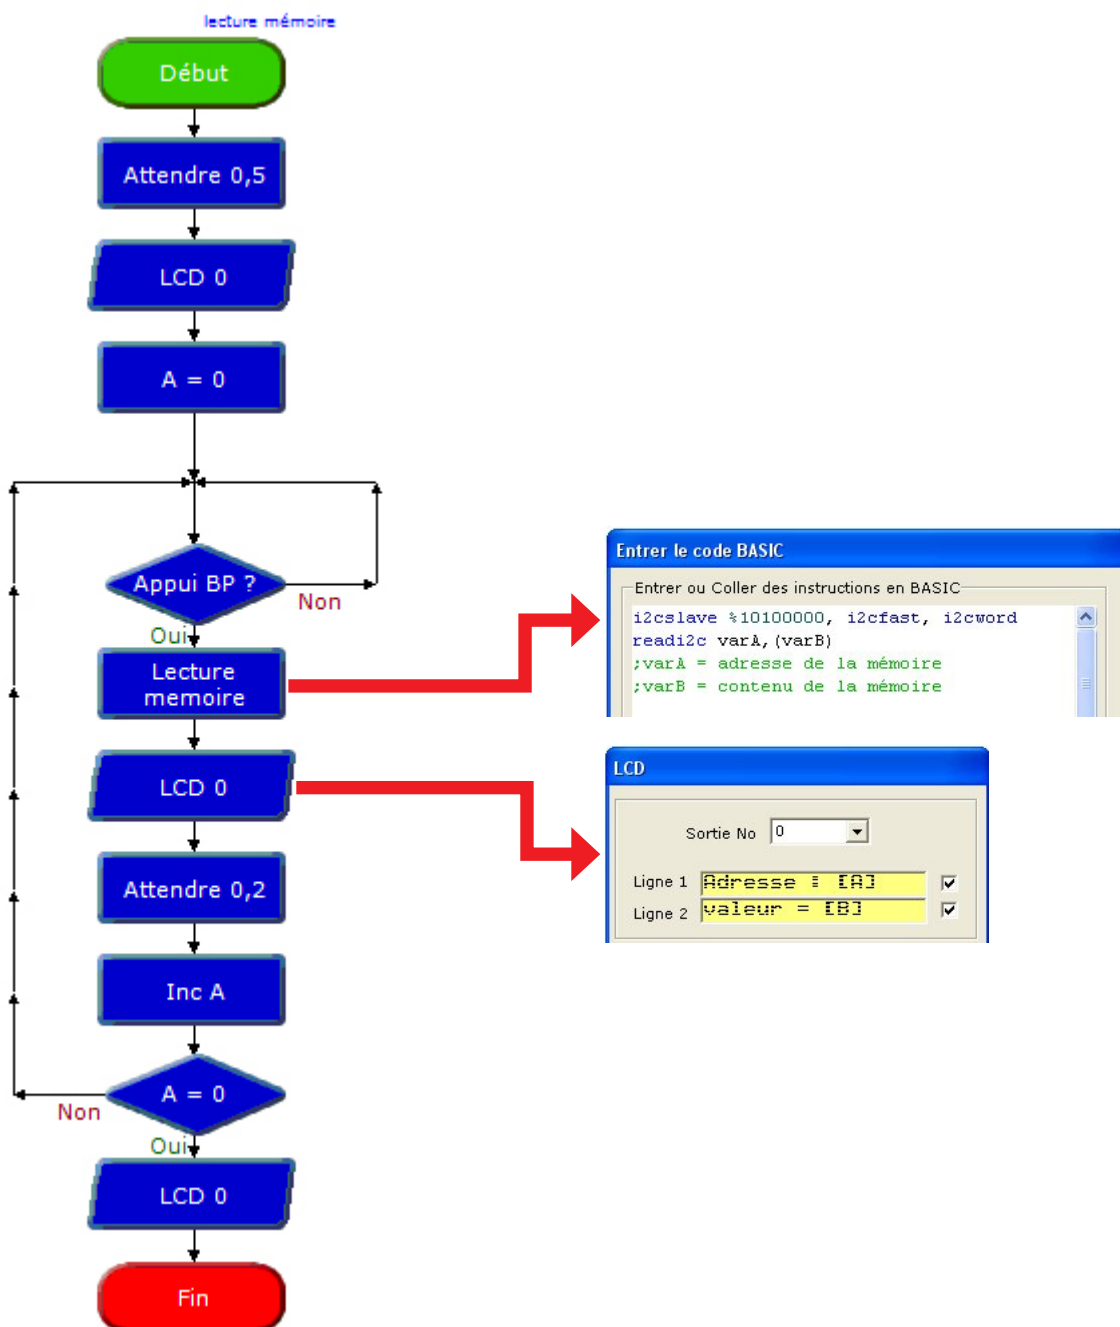 lecture mémoire
Début
Attendre 0,5
LCD 0
A = 0
Appui BP ?
Non
Oui
Lecture
memoire
LCD 0
Attendre 0,2
Inc A
A = 0
Non
Oui
LCD 0
Fin
Entrer le code BASIC
Entrer ou Coller des instructions en BASIC
i2cslave %10100000, i2cfast, i2cword
readi2c varA,(varB)
;varA = adresse de la mémoire
;varB = contenu de la mémoire
LCD
Sortie No 0
Ligne 1 Adresse : [A]
Ligne 2 valeur = [B]